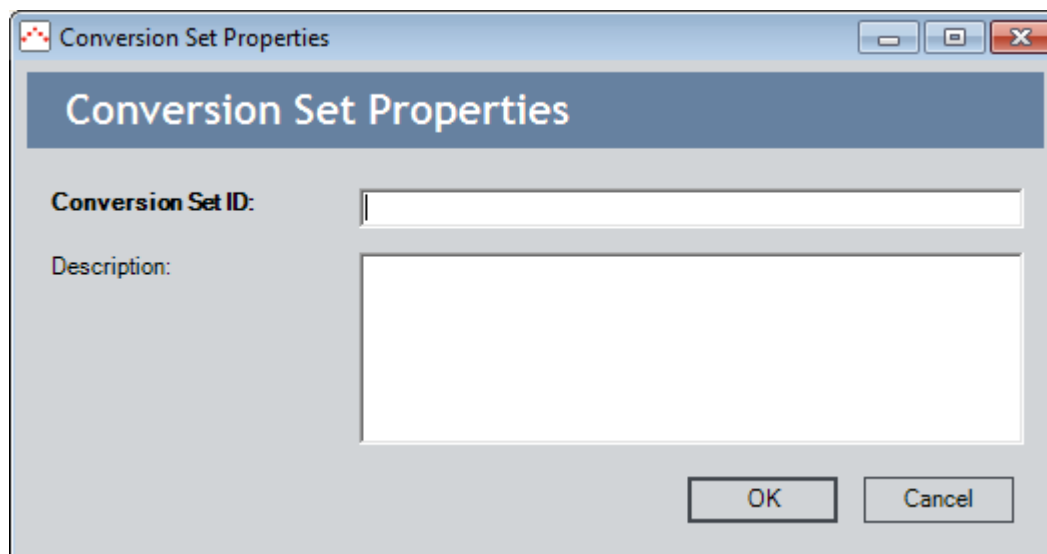 Conversion Set Properties
Conversion Set Properties
Conversion Set ID:
Description:
OK Cancel